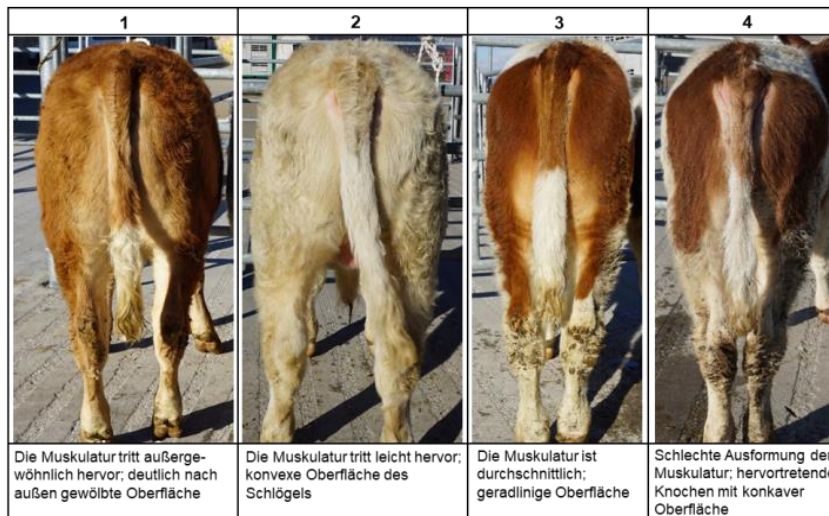 1
2
3
4
Die Muskulatur tritt außerge-
wöhnlich hervor; deutlich nach
außen gewölbte Oberfläche
Die Muskulatur tritt leicht hervor;
konvexe Oberfläche des
Schlögels
Die Muskulatur ist
durchschnittlich;
geradlinige Oberfläche
Schlechte Ausformung der
Muskulatur; hervortretende
Knochen mit konkaver
Oberfläche